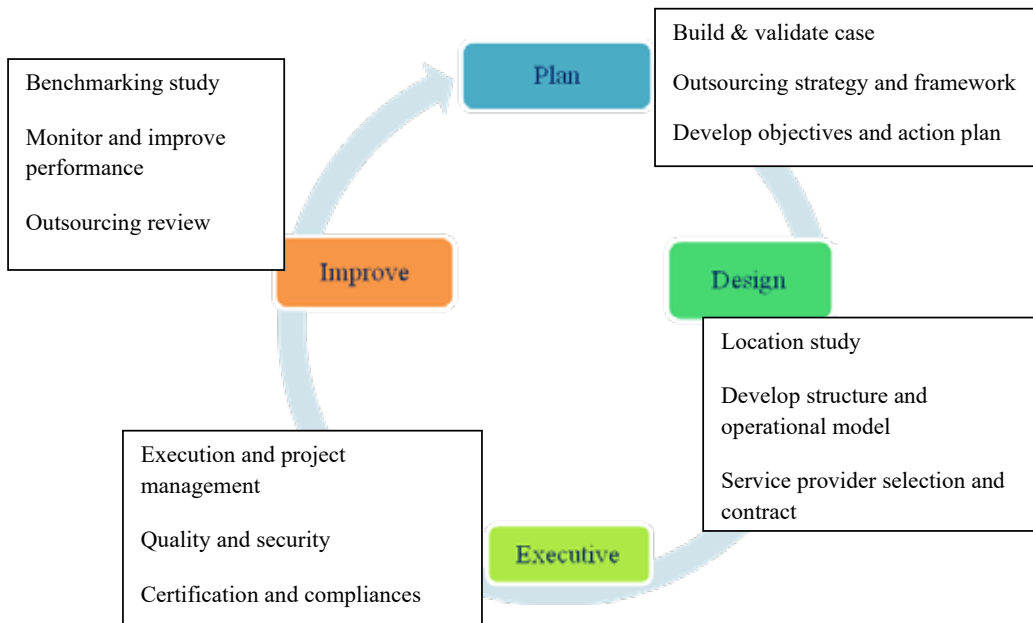 Plan
Build & validate case
Outsourcing strategy and framework
Develop objectives and action plan
Design
Location study
Develop structure and
operational model
Service provider selection and
contract
Executive
Execution and project
management
Quality and security
Certification and compliances
Improve
Benchmarking study
Monitor and improve
performance
Outsourcing review